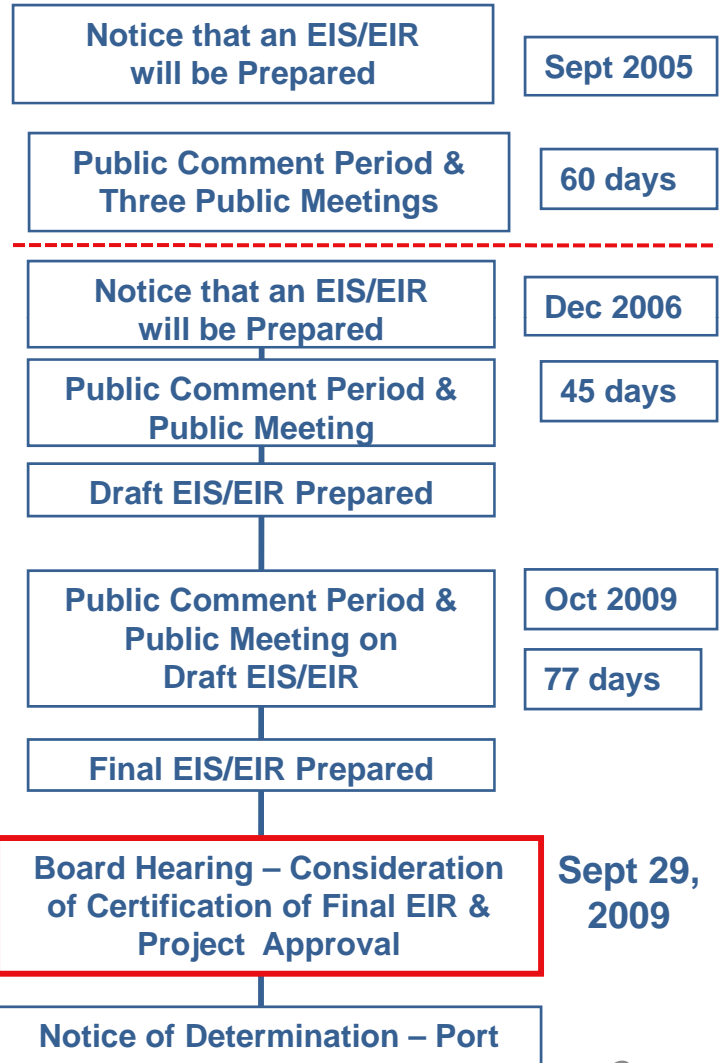 Notice that an EIS/EIR
will be Prepared
Sept 2005
Public Comment Period &
Three Public Meetings
60 days
Notice that an EIS/EIR
will be Prepared
Dec 2006
Public Comment Period &
Public Meeting
45 days
Draft EIS/EIR Prepared
Public Comment Period &
Public Meeting on
Draft EIS/EIR
Oct 2009
77 days
Final EIS/EIR Prepared
Board Hearing – Consideration
of Certification of Final EIR &
Project Approval
Sept 29,
2009
Notice of Determination – Port